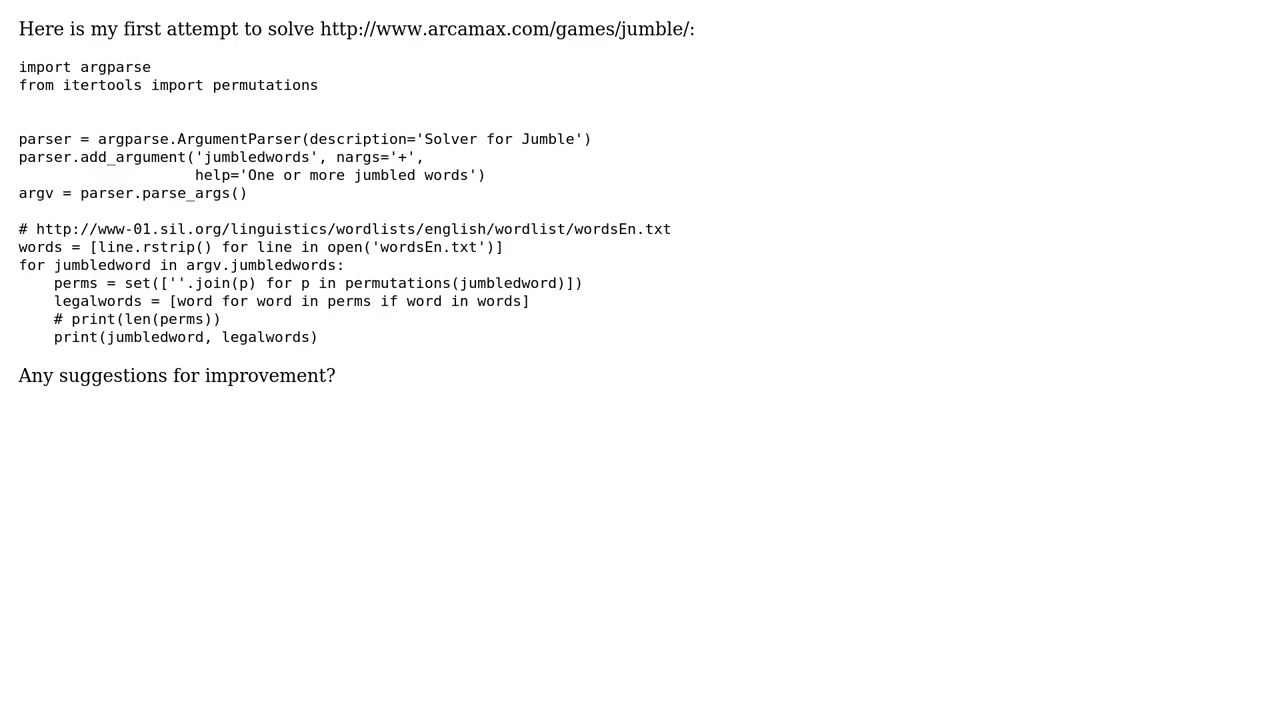 Here is my first attempt to solve http://www.arcamax.com/games/jumble/:
import argparse
from itertools import permutations
parser = argparse.ArgumentParser(description='Solver for Jumble')
parser.add_argument('jumbledwords', nargs='+',
                    help='One or more jumbled words')
argv = parser.parse_args()
# http://www-01.sil.org/linguistics/wordlists/english/wordlist/wordsEn.txt
words = [line.rstrip() for line in open('wordsEn.txt')]
for jumbledword in argv.jumbledwords:
    perms = set([''.join(p) for p in permutations(jumbledword)])
    legalwords = [word for word in perms if word in words]
    # print(len(perms))
    print(jumbledword, legalwords)
Any suggestions for improvement?